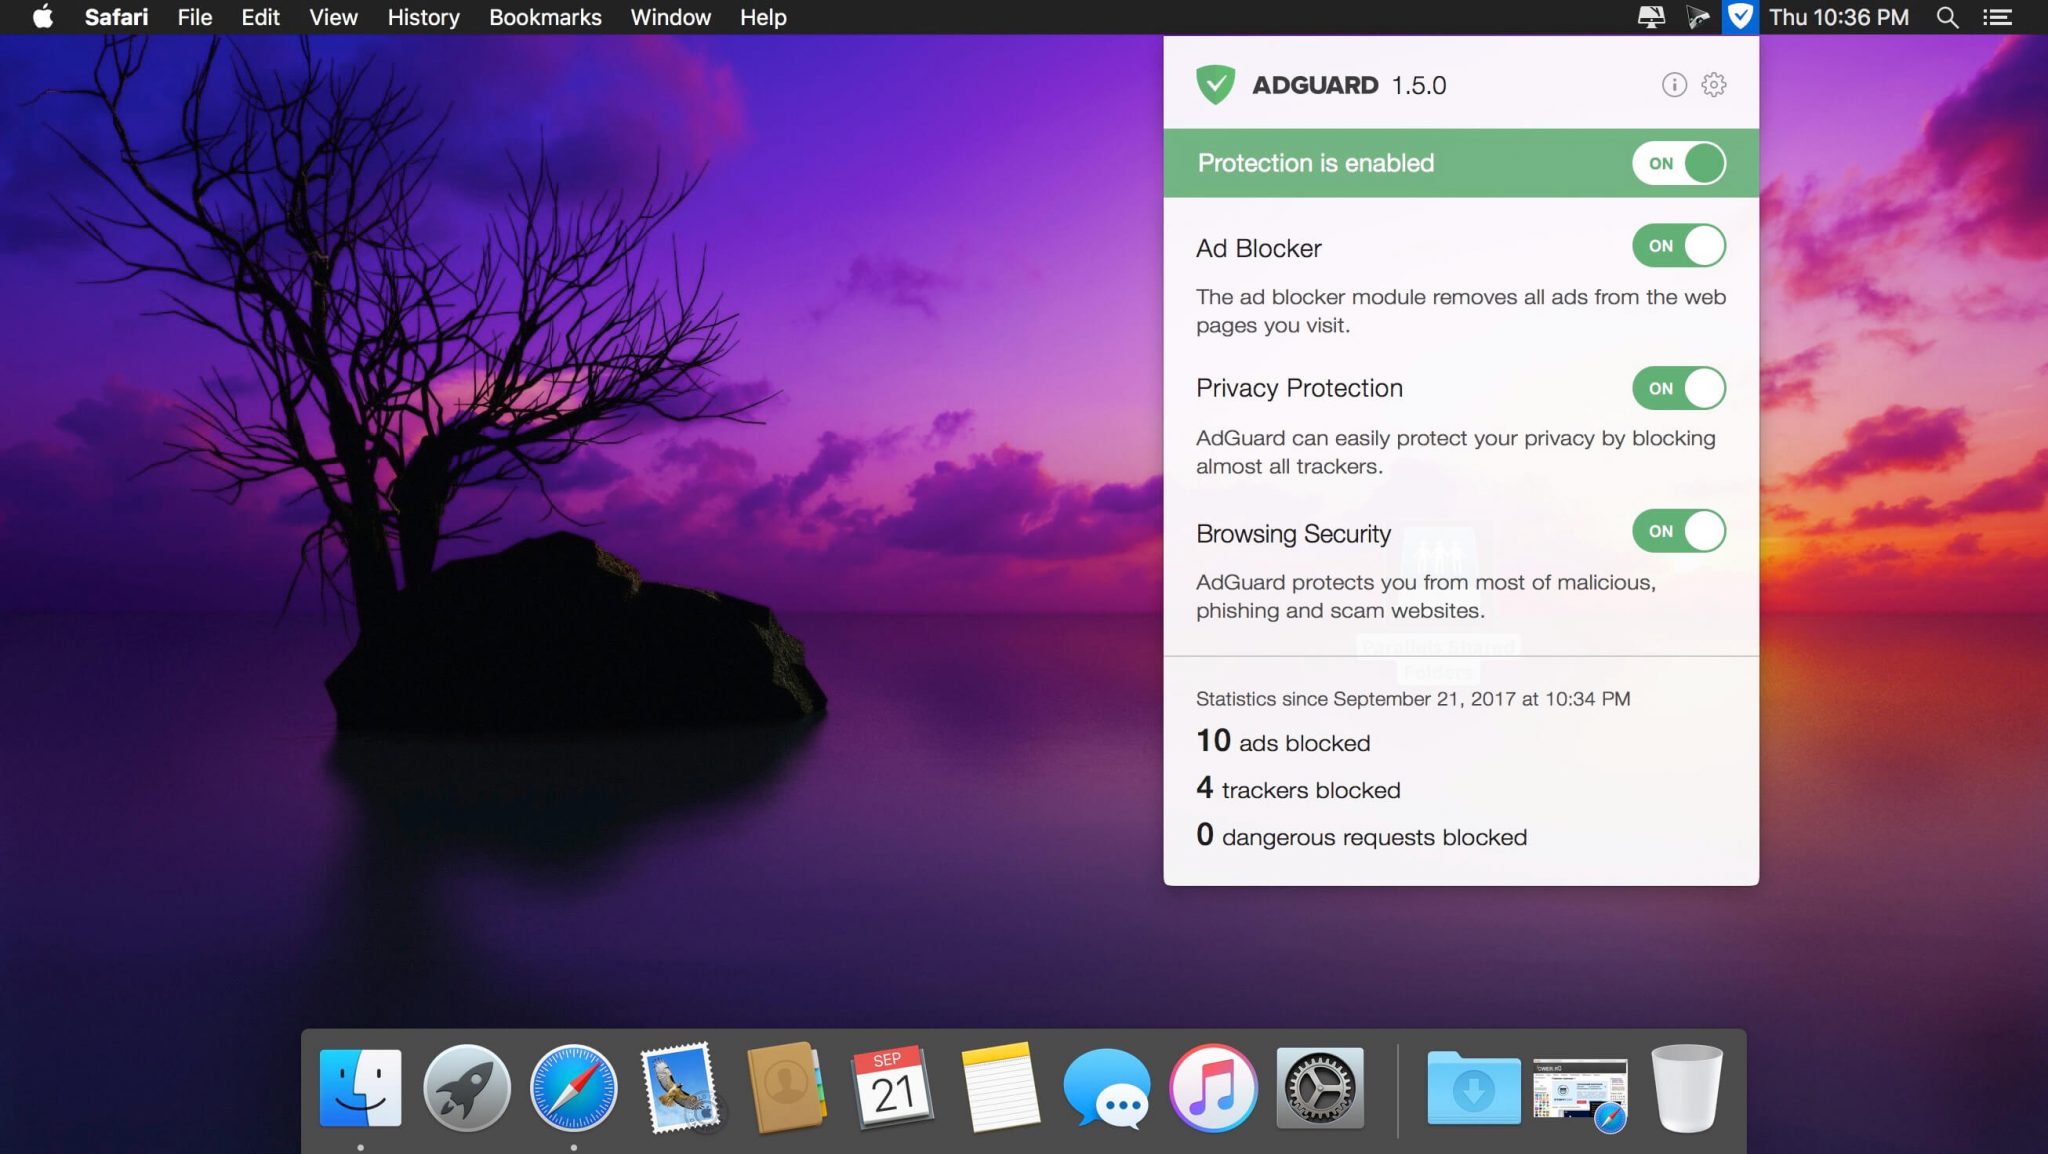 Safari File Edit View History Bookmarks Window Help Thu 10:36 PM
ADGUARD 1.5.0
Protection is enabled ON
Ad Blocker ON
The ad blocker module removes all ads from the web
pages you visit.
Privacy Protection ON
AdGuard can easily protect your privacy by blocking
almost all trackers.
Browsing Security ON
AdGuard protects you from most of malicious,
phishing and scam websites.
Parallels Shared
Folders
Statistics since September 21, 2017 at 10:34 PM
10 ads blocked
4 trackers blocked
0 dangerous requests blocked
SEP
21